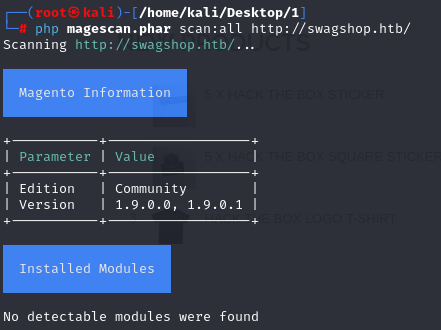 ┌──(root㉿kali)-[/home/kali/Desktop/1]
└─# php magescan.phar scan:all http://swagshop.htb/
Scanning http://swagshop.htb/...
Magento Information
+-----------+------------------+
| Parameter | Value            |
+-----------+------------------+
| Edition   | Community        |
| Version   | 1.9.0.0, 1.9.0.1 |
+-----------+------------------+
5 X HACK THE BOX STICKER
5 X HACK THE BOX SQUARE STICKER
HACK THE BOX LOGO T-SHIRT
Installed Modules
No detectable modules were found